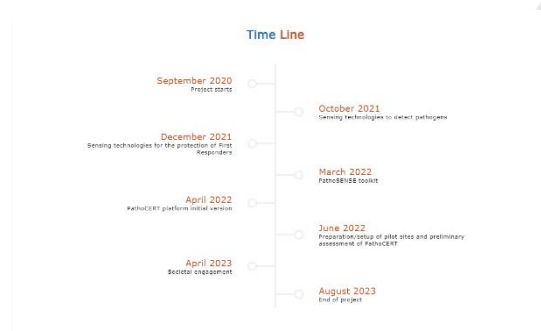 Time Line
September 2020
Project starts
October 2021
Sensing technologies to detect pathogens
December 2021
Sensing technologies for the protection of First
Responders
March 2022
PathoSENSE toolkit
April 2022
PathoCERT platform initial version
June 2022
Preparation/setup of pilot sites and preliminary
assessment of PathoCERT
April 2023
Societal engagement
August 2023
End of project